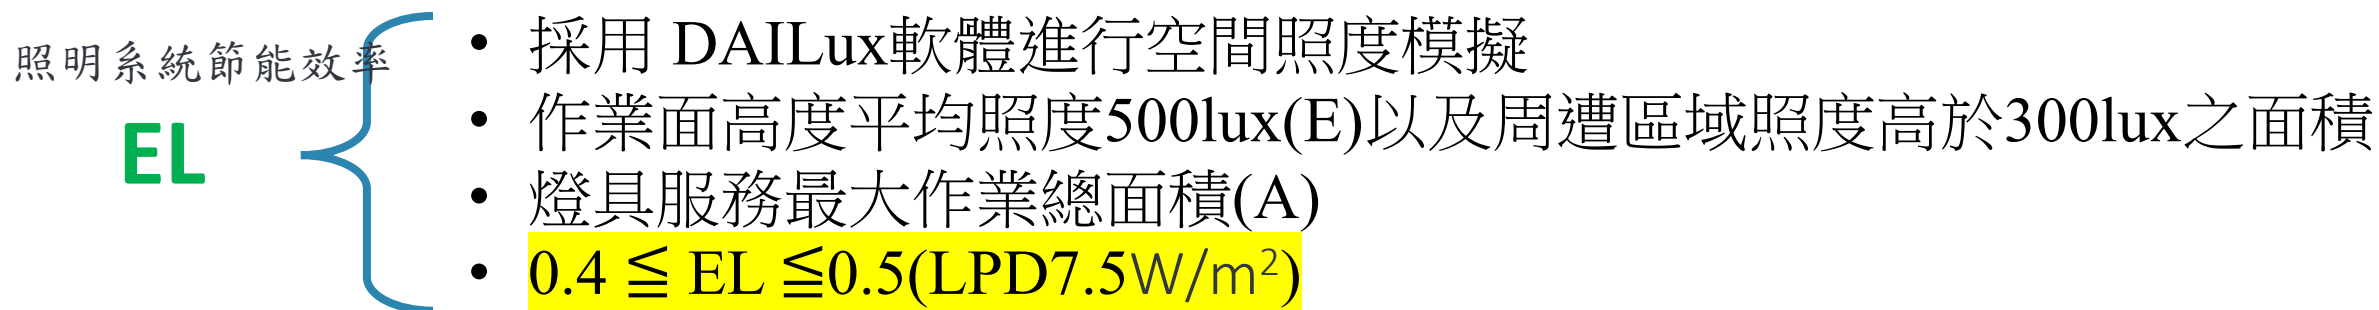 照明系統節能效率
EL
• 採用 DAILux軟體進行空間照度模擬
• 作業面高度平均照度500lux(E)以及周遭區域照度高於300lux之面積
• 燈具服務最大作業總面積(A)
• 0.4 ≦ EL ≦0.5(LPD7.5W/m²)